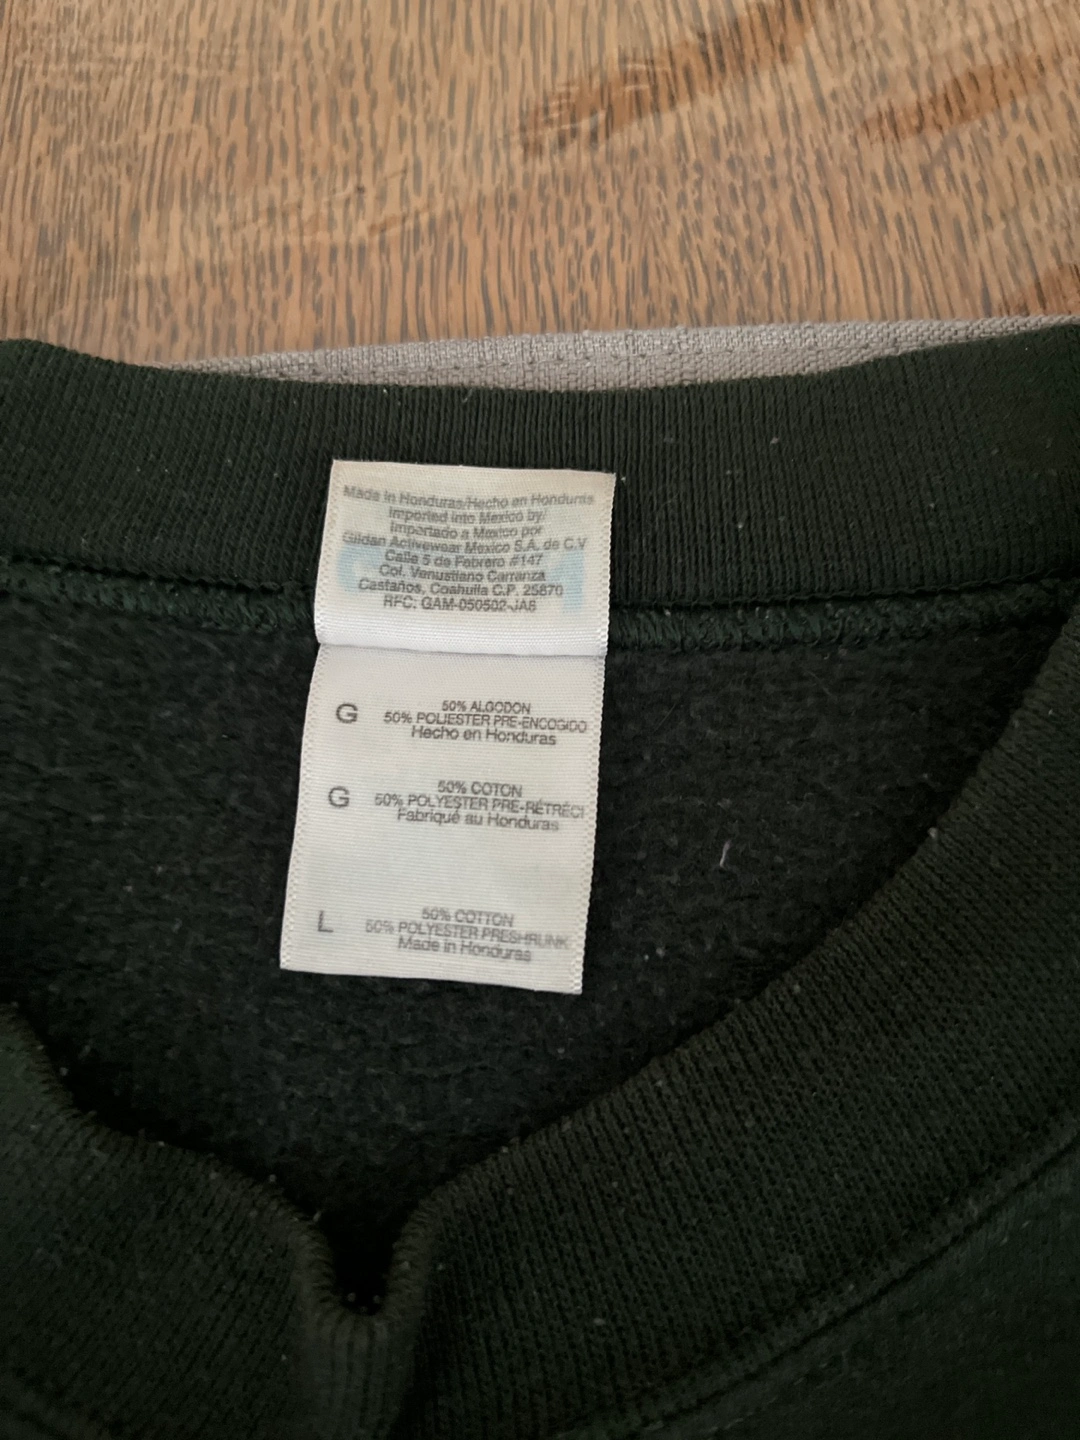 Made in Honduras/Hecho en Honduras
Imported into Mexico by/
Importado a Mexico por
Gildan Activewear Mexico S.A. de C.V
Calle 5 de Febrero #147
Col. Venustiano Carranza
Castaños, Coahuila C.P. 25870
RFC: GAM-050502-JA6
G 50% ALGODON
50% POLIESTER PRE-ENCOGIDO
Hecho en Honduras
G 50% COTON
50% POLYESTER PRE-RÉTRÉCI
Fabriqué au Honduras
L 50% COTTON
50% POLYESTER PRESHRUNK
Made in Honduras